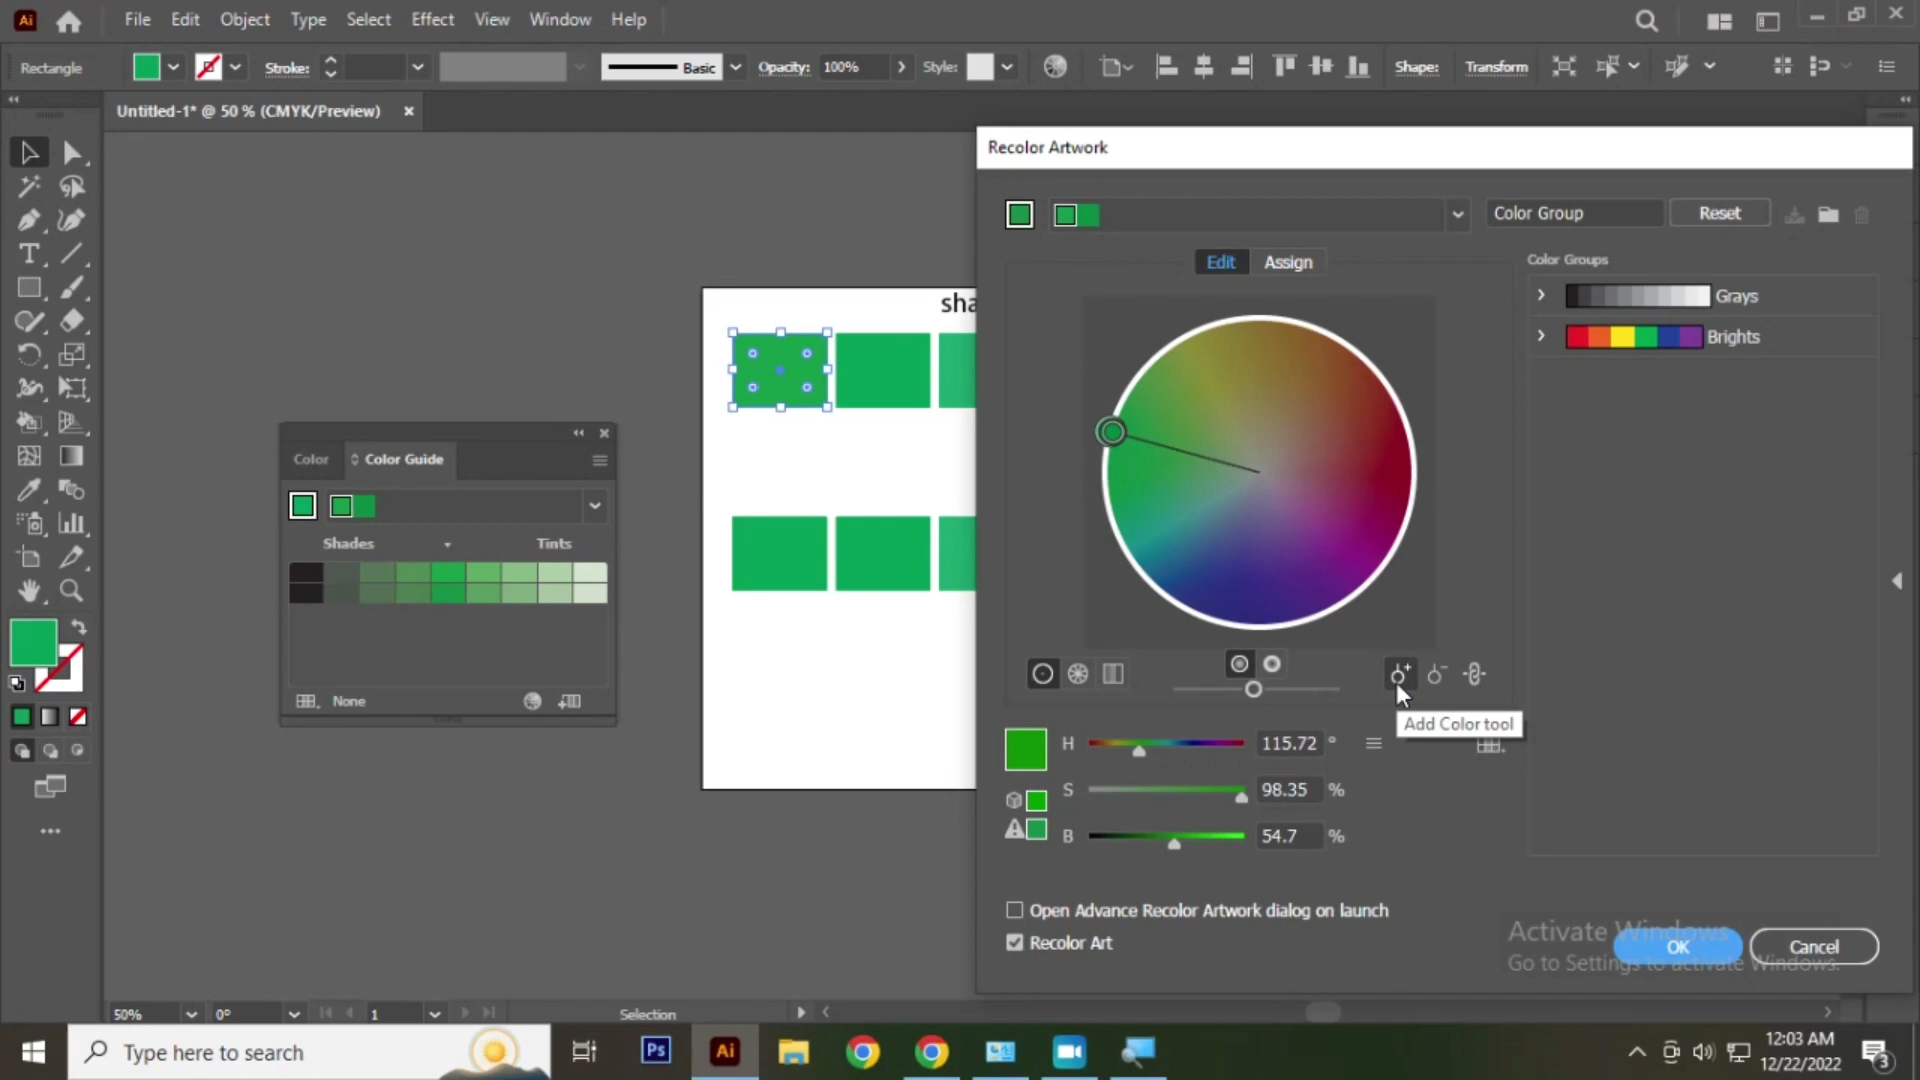 Ai File Edit Object Type Select Effect View Window Help
Rectangle Stroke: Basic Opacity: 100% Style: Shape: Transform
Untitled-1* @ 50 % (CMYK/Preview)
Recolor Artwork
Color Group Reset
Edit Assign
Color Groups
Grays
Brights
sha
Color Color Guide
Shades Tints
None
Add Color tool
H 115.72 °
S 98.35 %
B 54.7 %
Open Advance Recolor Artwork dialog on launch
Recolor Art
Activate Windows
Go to Settings to activate Windows.
OK Cancel
50% 0° 1 Selection
Type here to search
Ps Ai
12:03 AM
12/22/2022
3